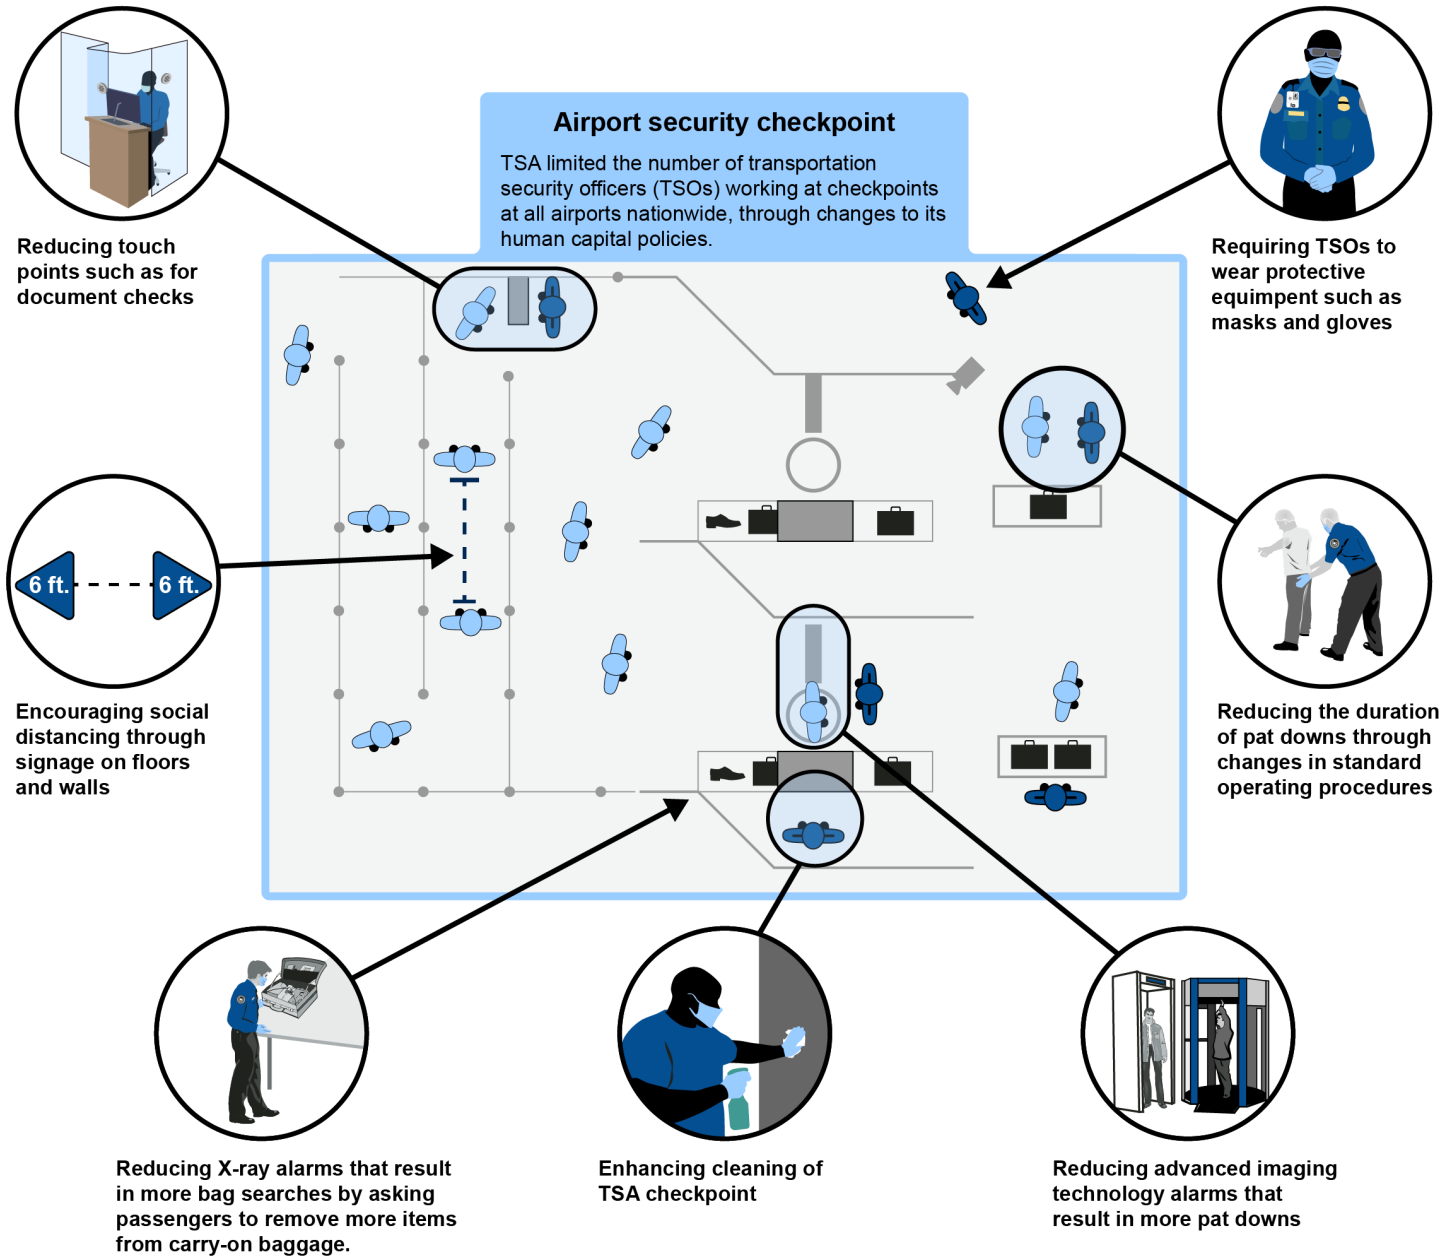 Airport security checkpoint
TSA limited the number of transportation
security officers (TSOs) working at checkpoints
at all airports nationwide, through changes to its
human capital policies.
Reducing touch
points such as for
document checks
Requiring TSOs to
wear protective
equimpent such as
masks and gloves
6 ft.
6 ft.
Encouraging social
distancing through
signage on floors
and walls
Reducing the duration
of pat downs through
changes in standard
operating procedures
Reducing X-ray alarms that result
in more bag searches by asking
passengers to remove more items
from carry-on baggage.
Enhancing cleaning of
TSA checkpoint
Reducing advanced imaging
technology alarms that
result in more pat downs